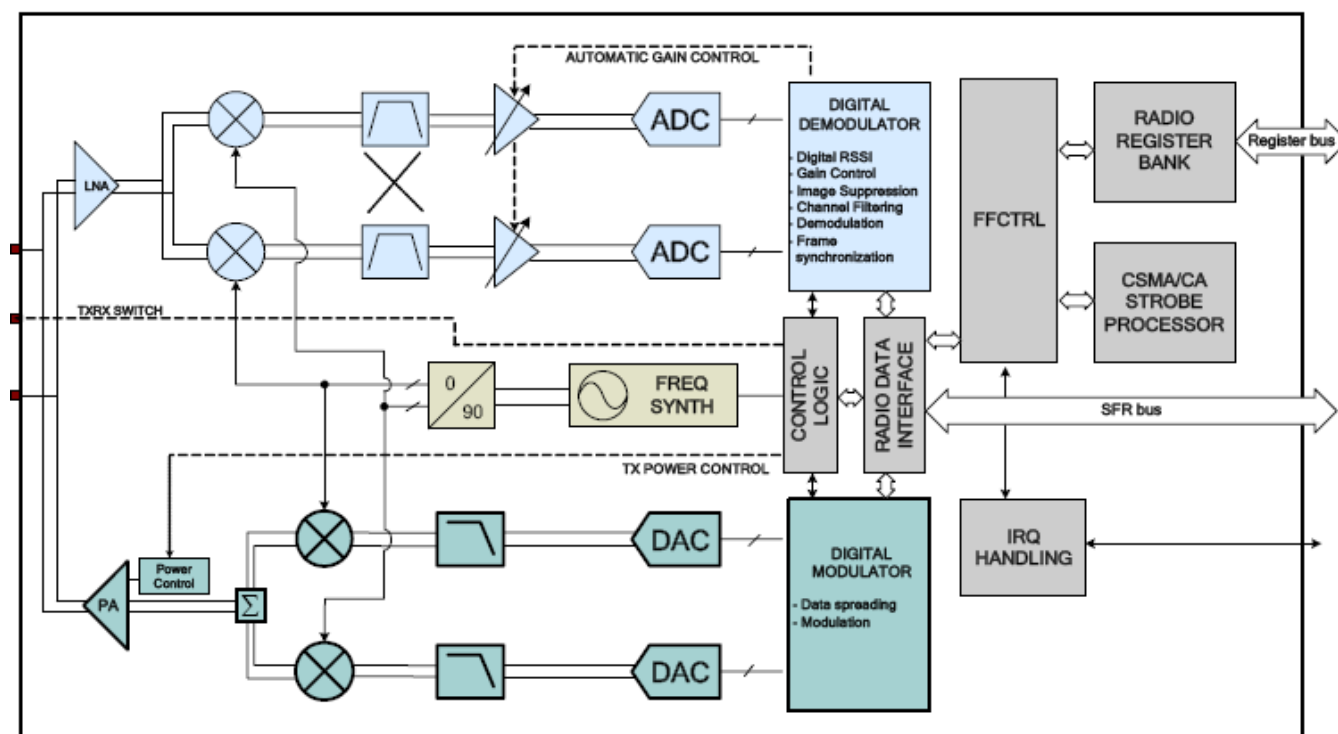 AUTOMATIC GAIN CONTROL
LNA
ADC
ADC
DIGITAL
DEMODULATOR
- Digital RSSI
- Gain Control
- Image Suppression
- Channel Filtering
- Demodulation
- Frame
synchronization
FFCTRL
RADIO
REGISTER
BANK
Register bus
CSMA/CA
STROBE
PROCESSOR
TXRX SWITCH
0
90
FREQ
SYNTH
CONTROL
LOGIC
RADIO DATA
INTERFACE
SFR bus
TX POWER CONTROL
Power
Control
PA
Σ
DAC
DAC
DIGITAL
MODULATOR
- Data spreading
- Modulation
IRQ
HANDLING